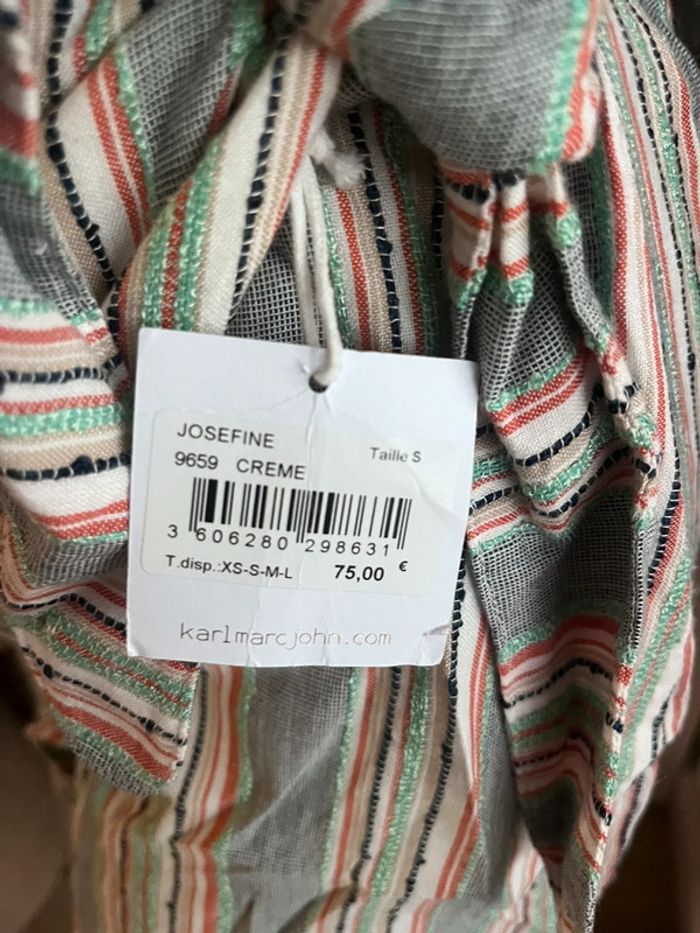 JOSEFINE
Taille S
9659 CREME
3 606280 298631
T.disp.:XS-S-M-L 75,00 €
karlmarcjohn.com